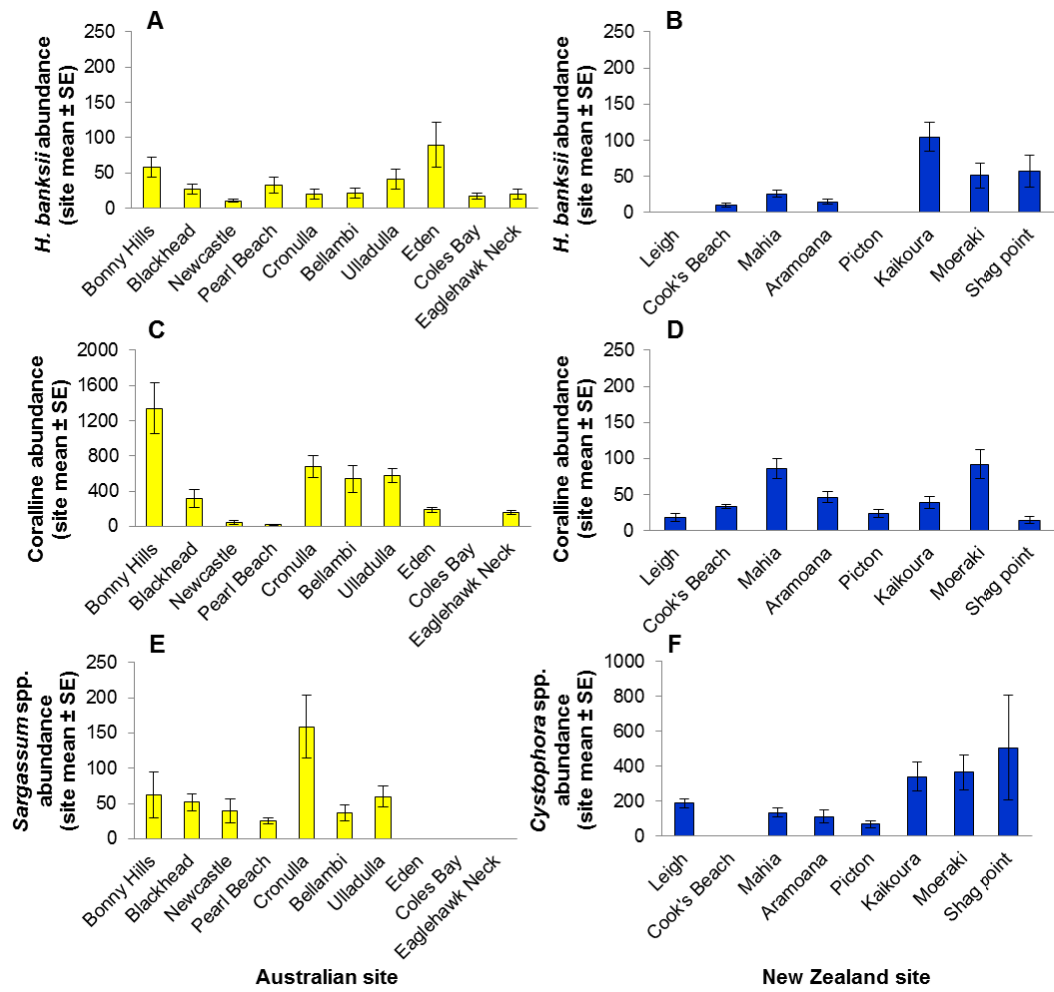 A
H. banksii abundance
(site mean ± SE)
250
200
150
100
50
0
Bonny Hills
Blackhead
Newcastle
Pearl Beach
Cronulla
Bellambi
Ulladulla
Eden
Coles Bay
Eaglehawk Neck
B
H. banksii abundance
(site mean ± SE)
250
200
150
100
50
0
Leigh
Cook's Beach
Mahia
Aramoana
Picton
Kaikoura
Moeraki
Shag point
C
Coralline abundance
(site mean ± SE)
2000
1600
1200
800
400
0
Bonny Hills
Blackhead
Newcastle
Pearl Beach
Cronulla
Bellambi
Ulladulla
Eden
Coles Bay
Eaglehawk Neck
D
Coralline abundance
(site mean ± SE)
250
200
150
100
50
0
Leigh
Cook's Beach
Mahia
Aramoana
Picton
Kaikoura
Moeraki
Shag point
E
Sargassum spp.
abundance
(site mean ± SE)
250
200
150
100
50
0
Bonny Hills
Blackhead
Newcastle
Pearl Beach
Cronulla
Bellambi
Ulladulla
Eden
Coles Bay
Eaglehawk Neck
Australian site
F
Cystophora spp.
abundance
(site mean ± SE)
1000
800
600
400
200
0
Leigh
Cook's Beach
Mahia
Aramoana
Picton
Kaikoura
Moeraki
Shag point
New Zealand site